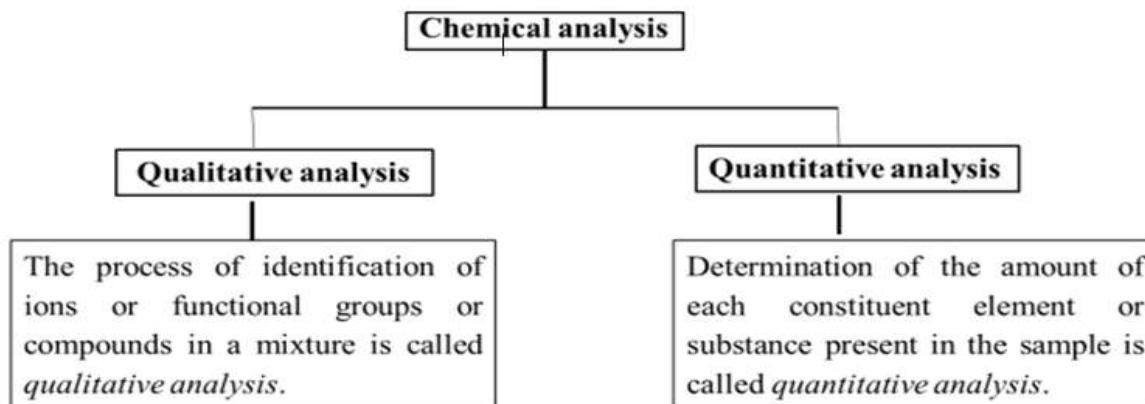 Chemical analysis
Qualitative analysis
Quantitative analysis
The process of identification of
ions or functional groups or
compounds in a mixture is called
qualitative analysis.
Determination of the amount of
each constituent element or
substance present in the sample is
called quantitative analysis.